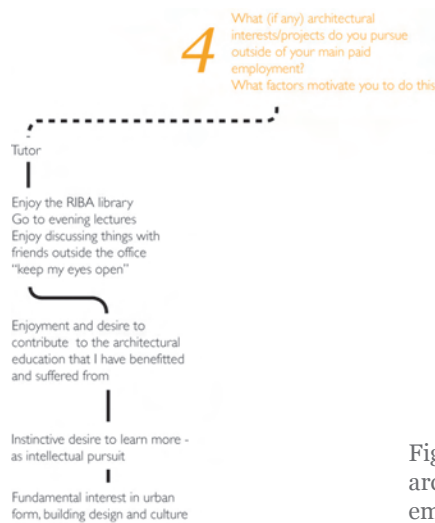 4
What (if any) architectural
interests/projects do you pursue
outside of your main paid
employment?
What factors motivate you to do this
Tutor
Enjoy the RIBA library
Go to evening lectures
Enjoy discussing things with
friends outside the office
“keep my eyes open”
Enjoyment and desire to
contribute to the architectural
education that I have benefitted
and suffered from
Instinctive desire to learn more -
as intellectual pursuit
Fundamental interest in urban
form, building design and culture
Fig
arc
em